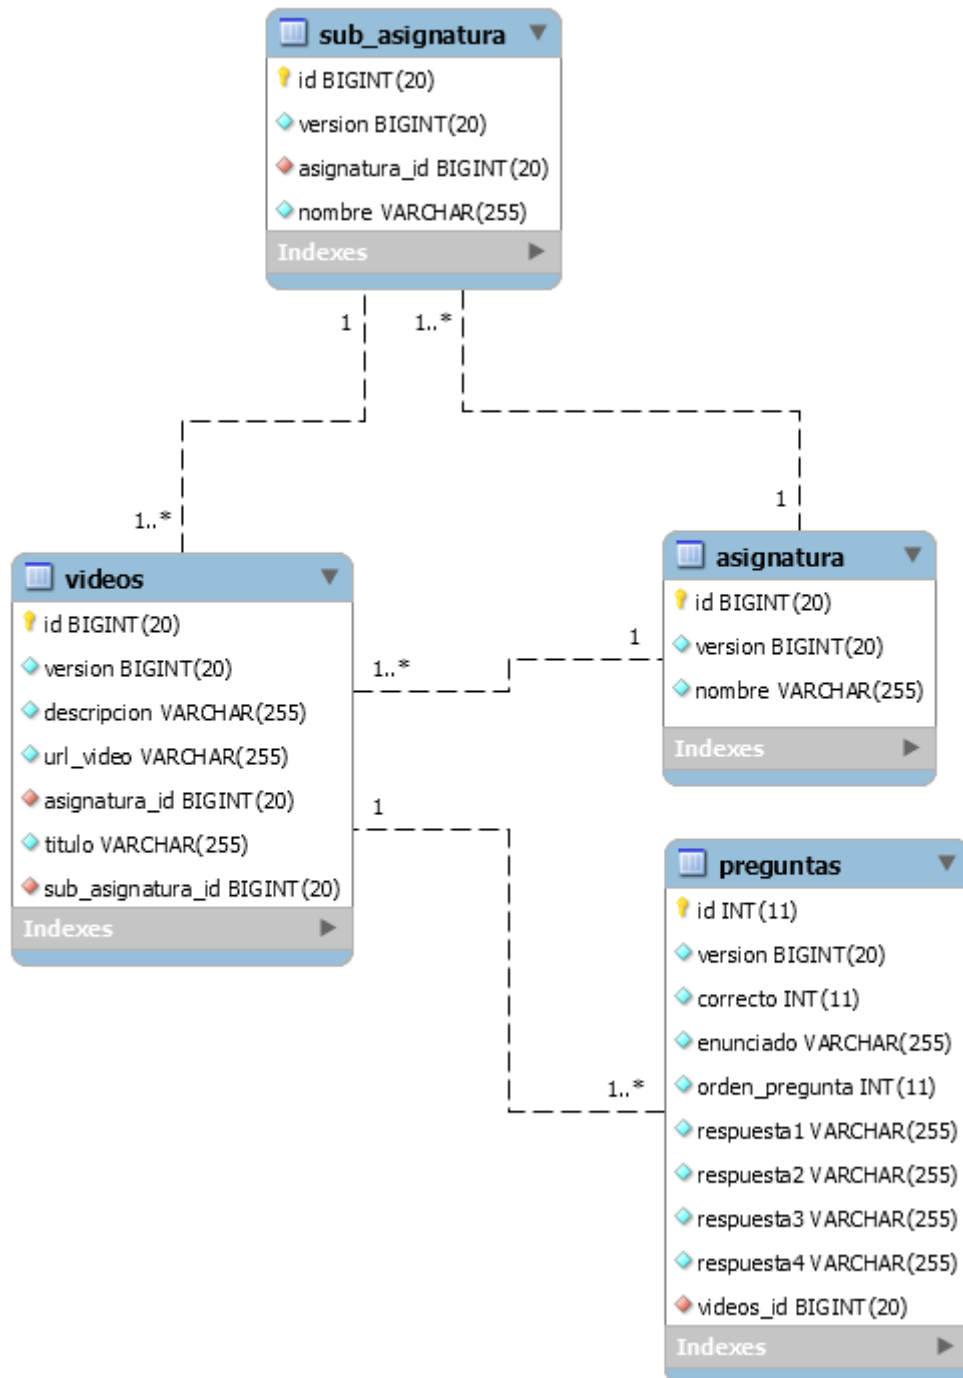 sub_asignatura
id BIGINT(20)
version BIGINT(20)
asignatura_id BIGINT(20)
nombre VARCHAR(255)
Indexes
1
1..*
1..*
1
videos
id BIGINT(20)
version BIGINT(20)
descripcion VARCHAR(255)
url_video VARCHAR(255)
asignatura_id BIGINT(20)
titulo VARCHAR(255)
sub_asignatura_id BIGINT(20)
Indexes
1..*
1
asignatura
id BIGINT(20)
version BIGINT(20)
nombre VARCHAR(255)
Indexes
1
1..*
preguntas
id INT(11)
version BIGINT(20)
correcto INT(11)
enunciado VARCHAR(255)
orden_pregunta INT(11)
respuesta1 VARCHAR(255)
respuesta2 VARCHAR(255)
respuesta3 VARCHAR(255)
respuesta4 VARCHAR(255)
videos_id BIGINT(20)
Indexes